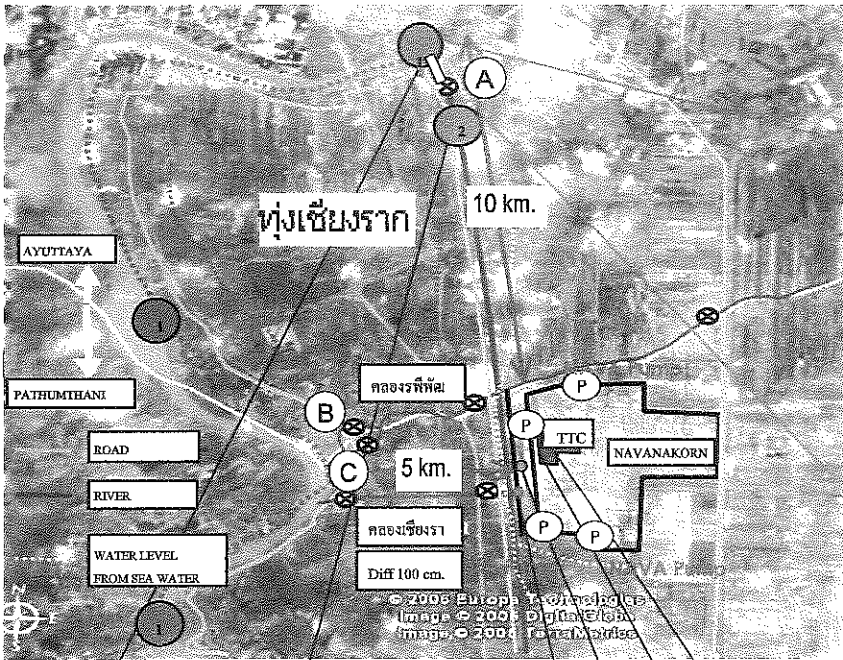 A
2
10 km.
ทุ่งเชียงราก
AYUTTAYA
1
PATHUMTHANI
คลองรพีพัฒ
B
P
P
TTC
NAVANAKORN
ROAD
C
5 km.
RIVER
คลองเชียงรา
P
P
WATER LEVEL
FROM SEA WATER
Diff 100 cm.
© 2006 Europa Technologies
Image © 2006 Digital Globe
Image © 2006 TerraMetrics
1